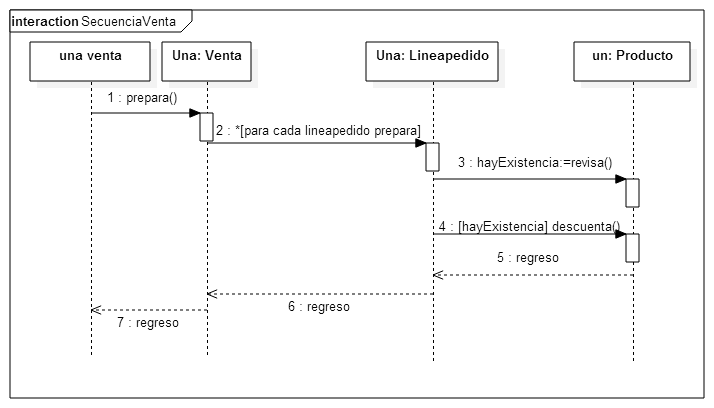 interaction SecuenciaVenta
una venta
Una: Venta
Una: Lineapedido
un: Producto
1 : prepara()
2 : *[para cada lineapedido prepara]
3 : hayExistencia:=revisa()
4 : [hayExistencia] descuenta()
5 : regreso
6 : regreso
7 : regreso